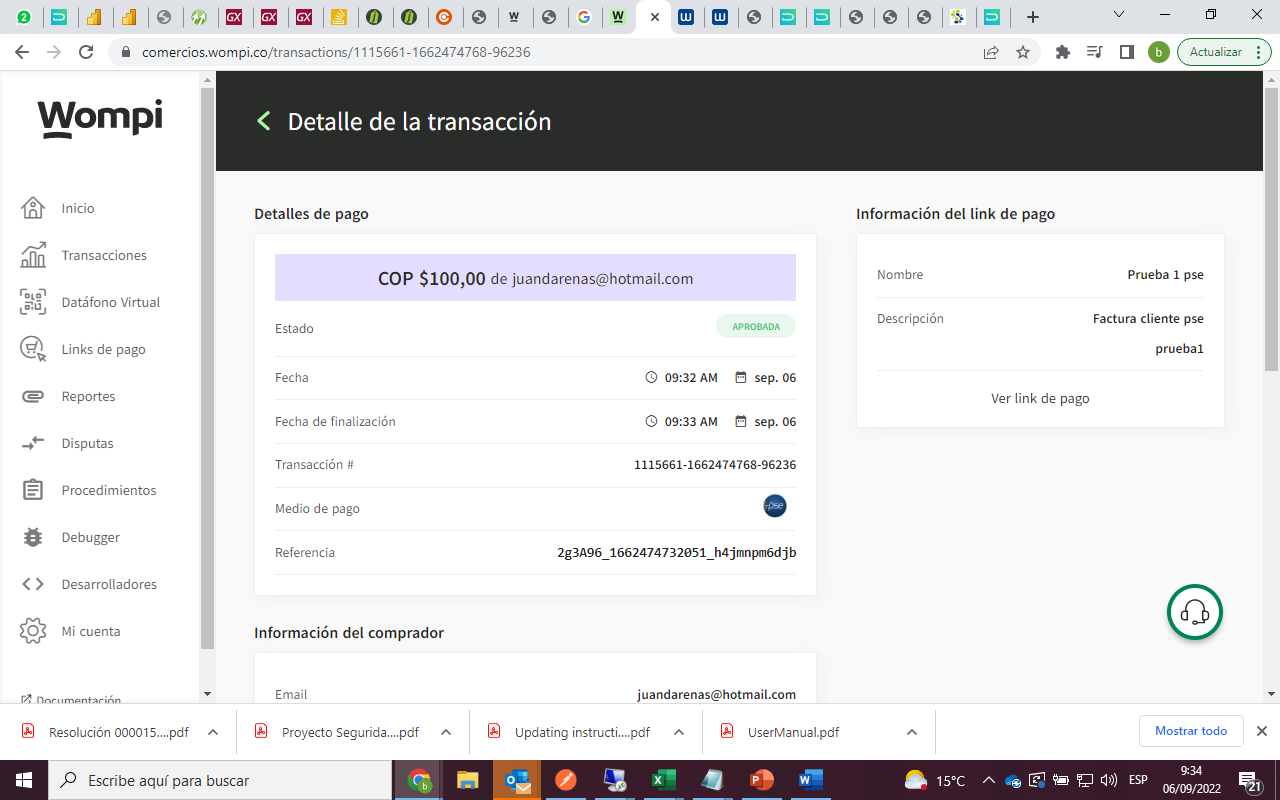 comercios.wompi.co/transactions/1115661-1662474768-96236
b
Actualizar
Wompi
Detalle de la transacción
Inicio
Transacciones
Datáfono Virtual
Links de pago
Reportes
Disputas
Procedimientos
Debugger
Desarrolladores
Mi cuenta
Documentación
Detalles de pago
COP $100,00 de juandarenas@hotmail.com
Estado APROBADA
Fecha 09:32 AM sep. 06
Fecha de finalización 09:33 AM sep. 06
Transacción # 1115661-1662474768-96236
Medio de pago pse
Referencia 2g3A96_1662474732051_h4jmnpm6djb
Información del comprador
Email juandarenas@hotmail.com
Información del link de pago
Nombre Prueba 1 pse
Descripción Factura cliente pse
prueba1
Ver link de pago
Resolución 000015....pdf
Proyecto Segurida....pdf
Updating instructi....pdf
UserManual.pdf
Mostrar todo
Escribe aquí para buscar
15°C
ESP
9:34
06/09/2022
21